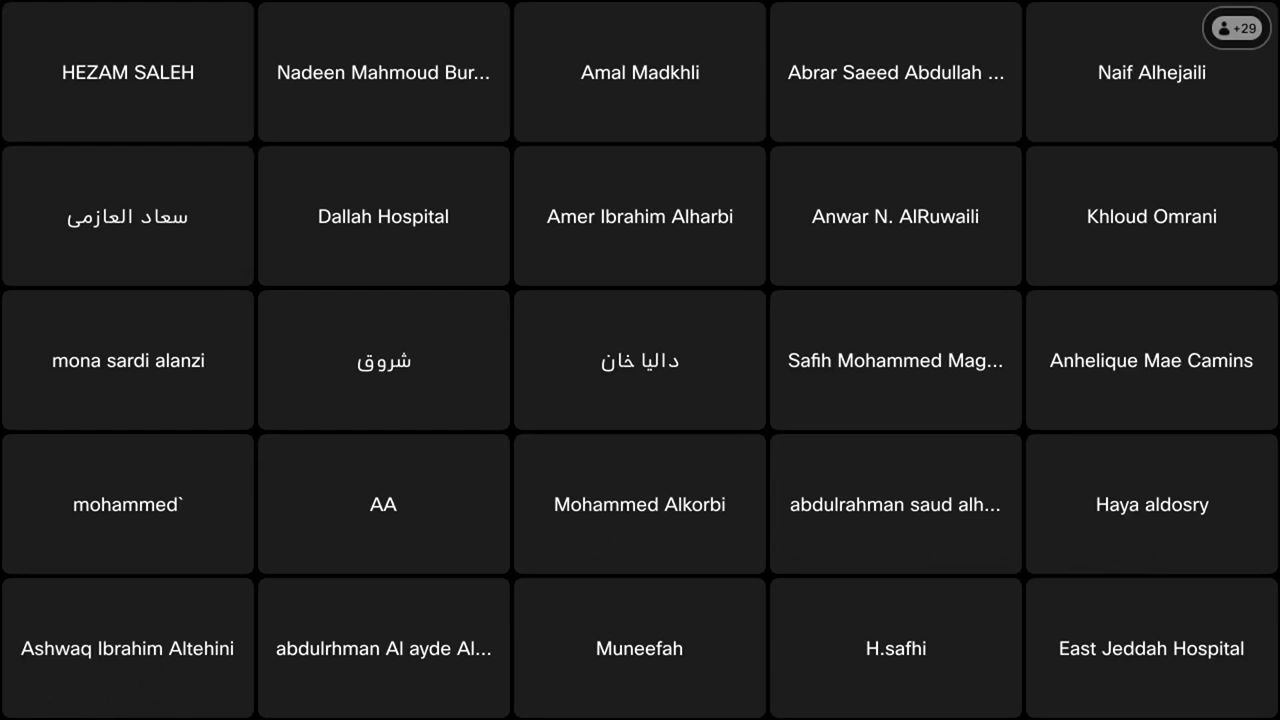 HEZAM SALEH
Nadeen Mahmoud Bur...
Amal Madkhli
Abrar Saeed Abdullah ...
Naif Alhejaili
+29
سعاد العازمي
Dallah Hospital
Amer Ibrahim Alharbi
Anwar N. AlRuwaili
Khloud Omrani
mona sardi alanzi
شروق
داليا خان
Safih Mohammed Mag...
Anhelique Mae Camins
mohammed`
AA
Mohammed Alkorbi
abdulrahman saud alh...
Haya aldosry
Ashwaq Ibrahim Altehini
abdulrhman Al ayde Al...
Muneefah
H.safhi
East Jeddah Hospital